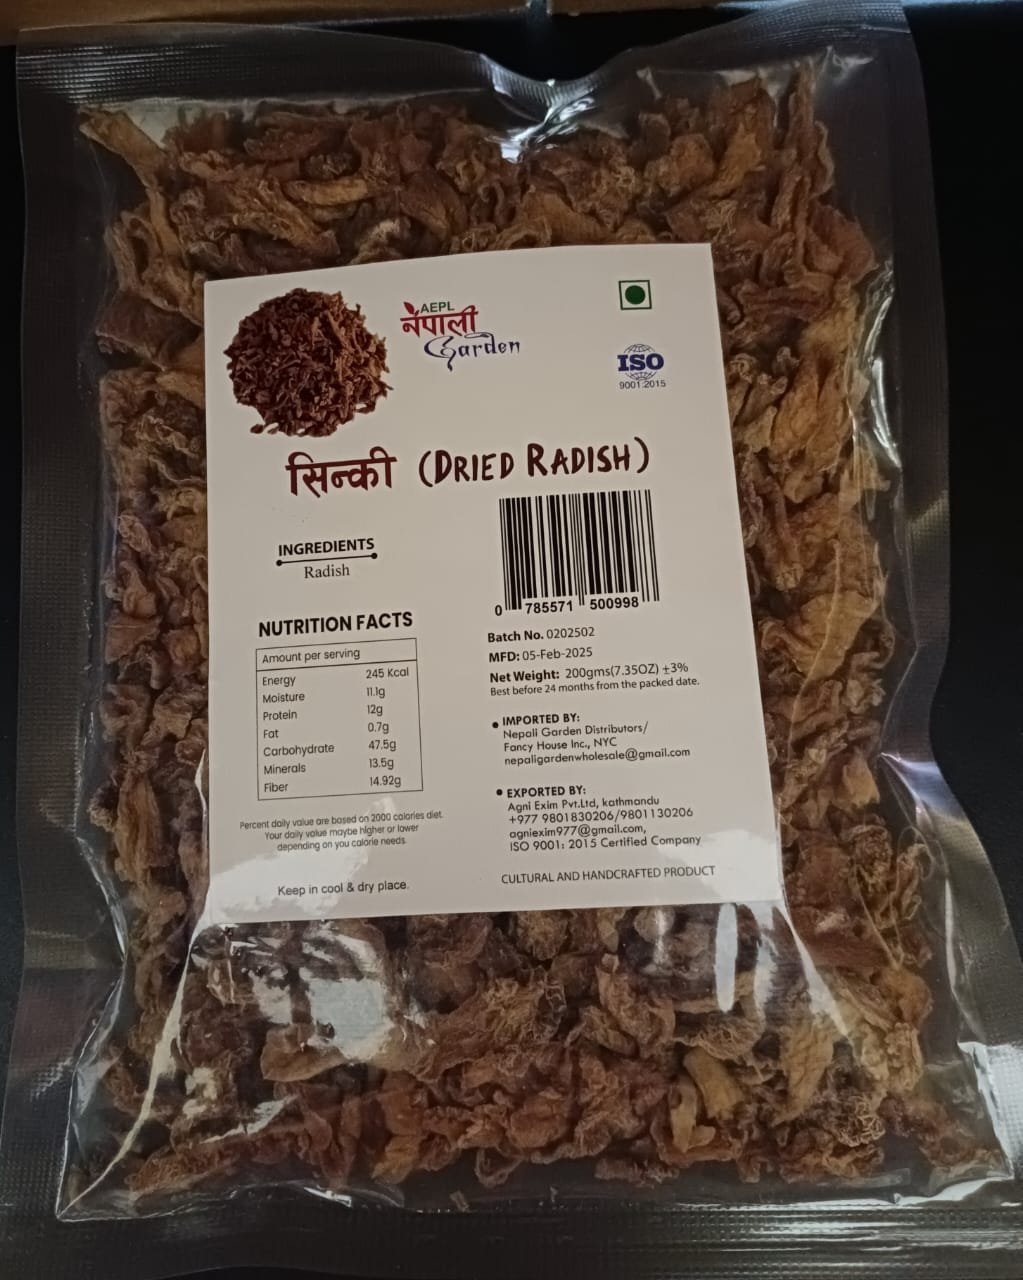 AEPL
नेपाली
Garden
ISO
9001:2015
सिन्की (DRIED RADISH)
INGREDIENTS
Radish
NUTRITION FACTS
Amount per serving
Energy 245 Kcal
Moisture 11.1g
Protein 12g
Fat 0.7g
Carbohydrate 47.5g
Minerals 13.5g
Fiber 14.92g
Percent daily value are based on 2000 calories diet.
Your daily value maybe higher or lower
depending on you calorie needs.
Keep in cool & dry place.
0 785571 500998
Batch No. 0202502
MFD: 05-Feb-2025
Net Weight: 200gms(7.35OZ) ±3%
Best before 24 months from the packed date.
• IMPORTED BY:
Nepali Garden Distributors/
Fancy House Inc., NYC
nepaligardenwholesale@gmail.com
• EXPORTED BY:
Agni Exim Pvt.Ltd, kathmandu
+977 9801830206/9801130206
agniexim977@gmail.com,
ISO 9001: 2015 Certified Company
CULTURAL AND HANDCRAFTED PRODUCT